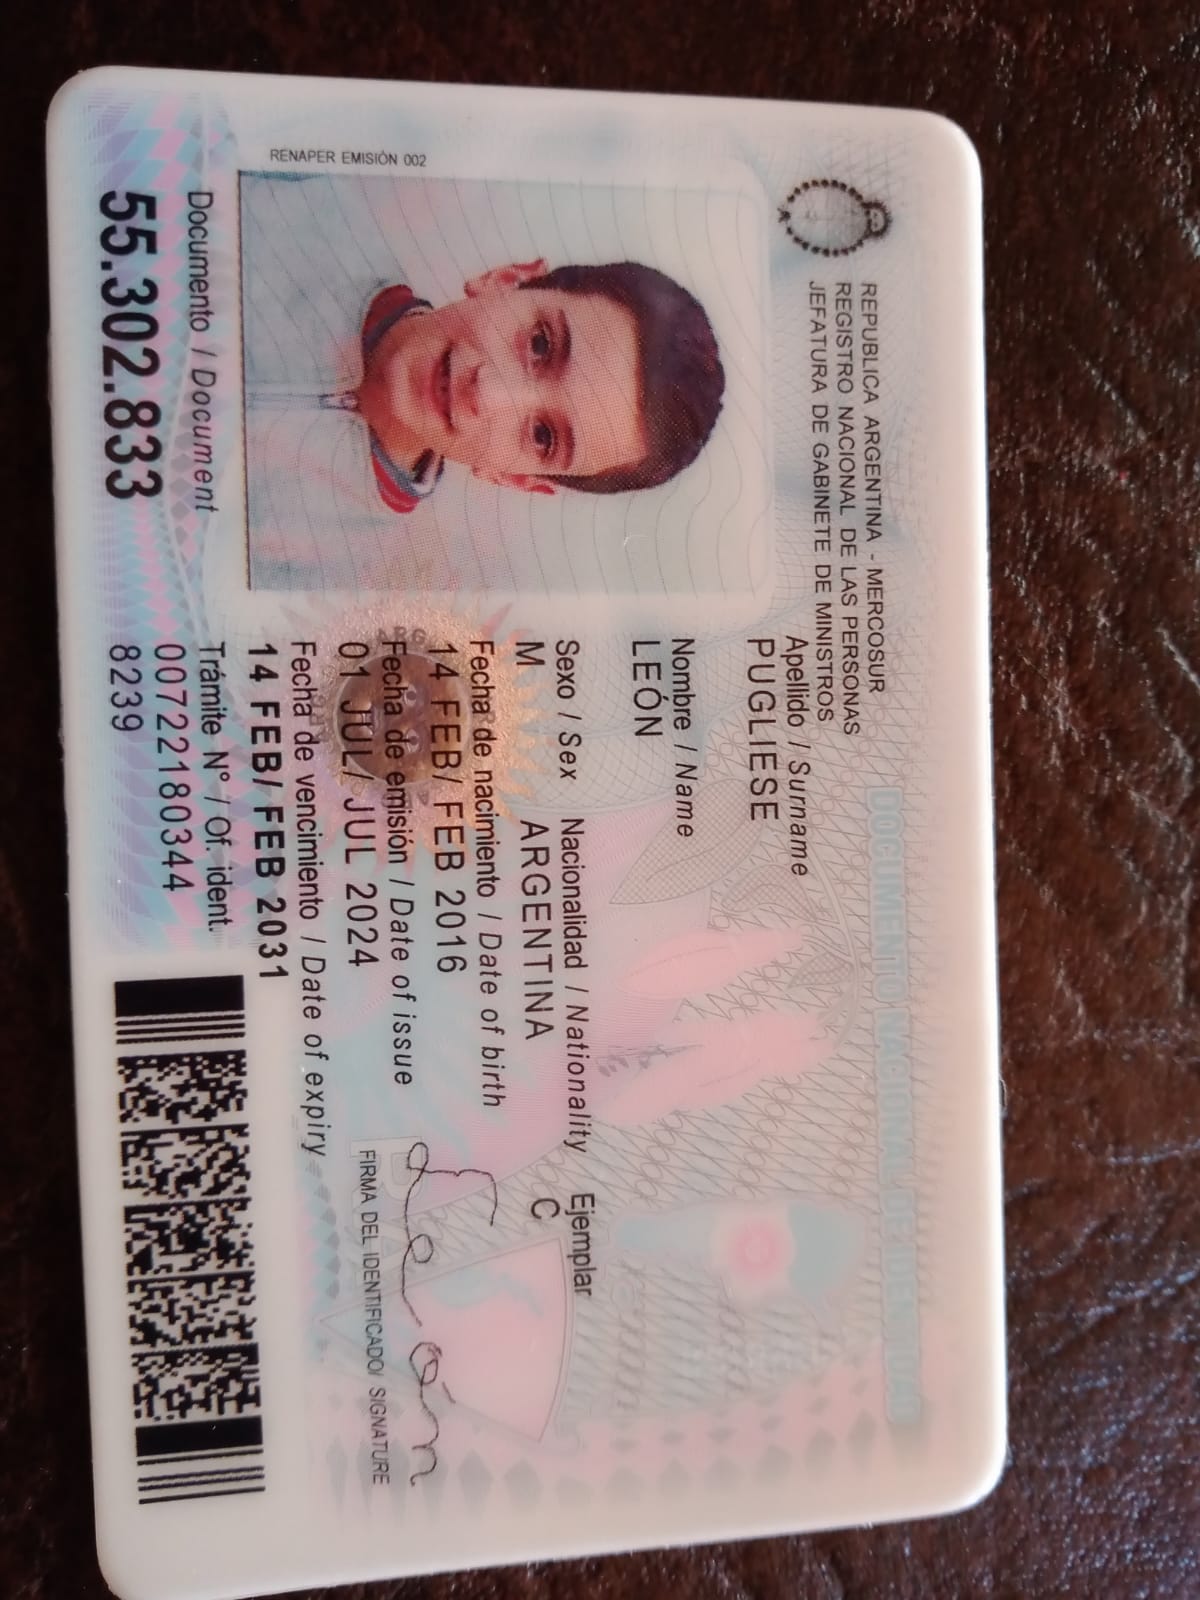 DOCUMENTO NACIONAL DE IDENTIDAD
REPUBLICA ARGENTINA - MERCOSUR
REGISTRO NACIONAL DE LAS PERSONAS
JEFATURA DE GABINETE DE MINISTROS
Apellido / Surname
PUGLIESE
Nombre / Name
LEÓN
Sexo / Sex Nacionalidad / Nationality Ejemplar
M ARGENTINA C
Fecha de nacimiento / Date of birth
14 FEB/ FEB 2016
Fecha de emisión / Date of issue
01 JUL/ JUL 2024
León
FIRMA DEL IDENTIFICADO/ SIGNATURE
Fecha de vencimiento / Date of expiry
14 FEB/ FEB 2031
RENAPER EMISIÓN 002
Documento / Document
55.302.833
Trámite N° / Of. ident.
00722180344
8239